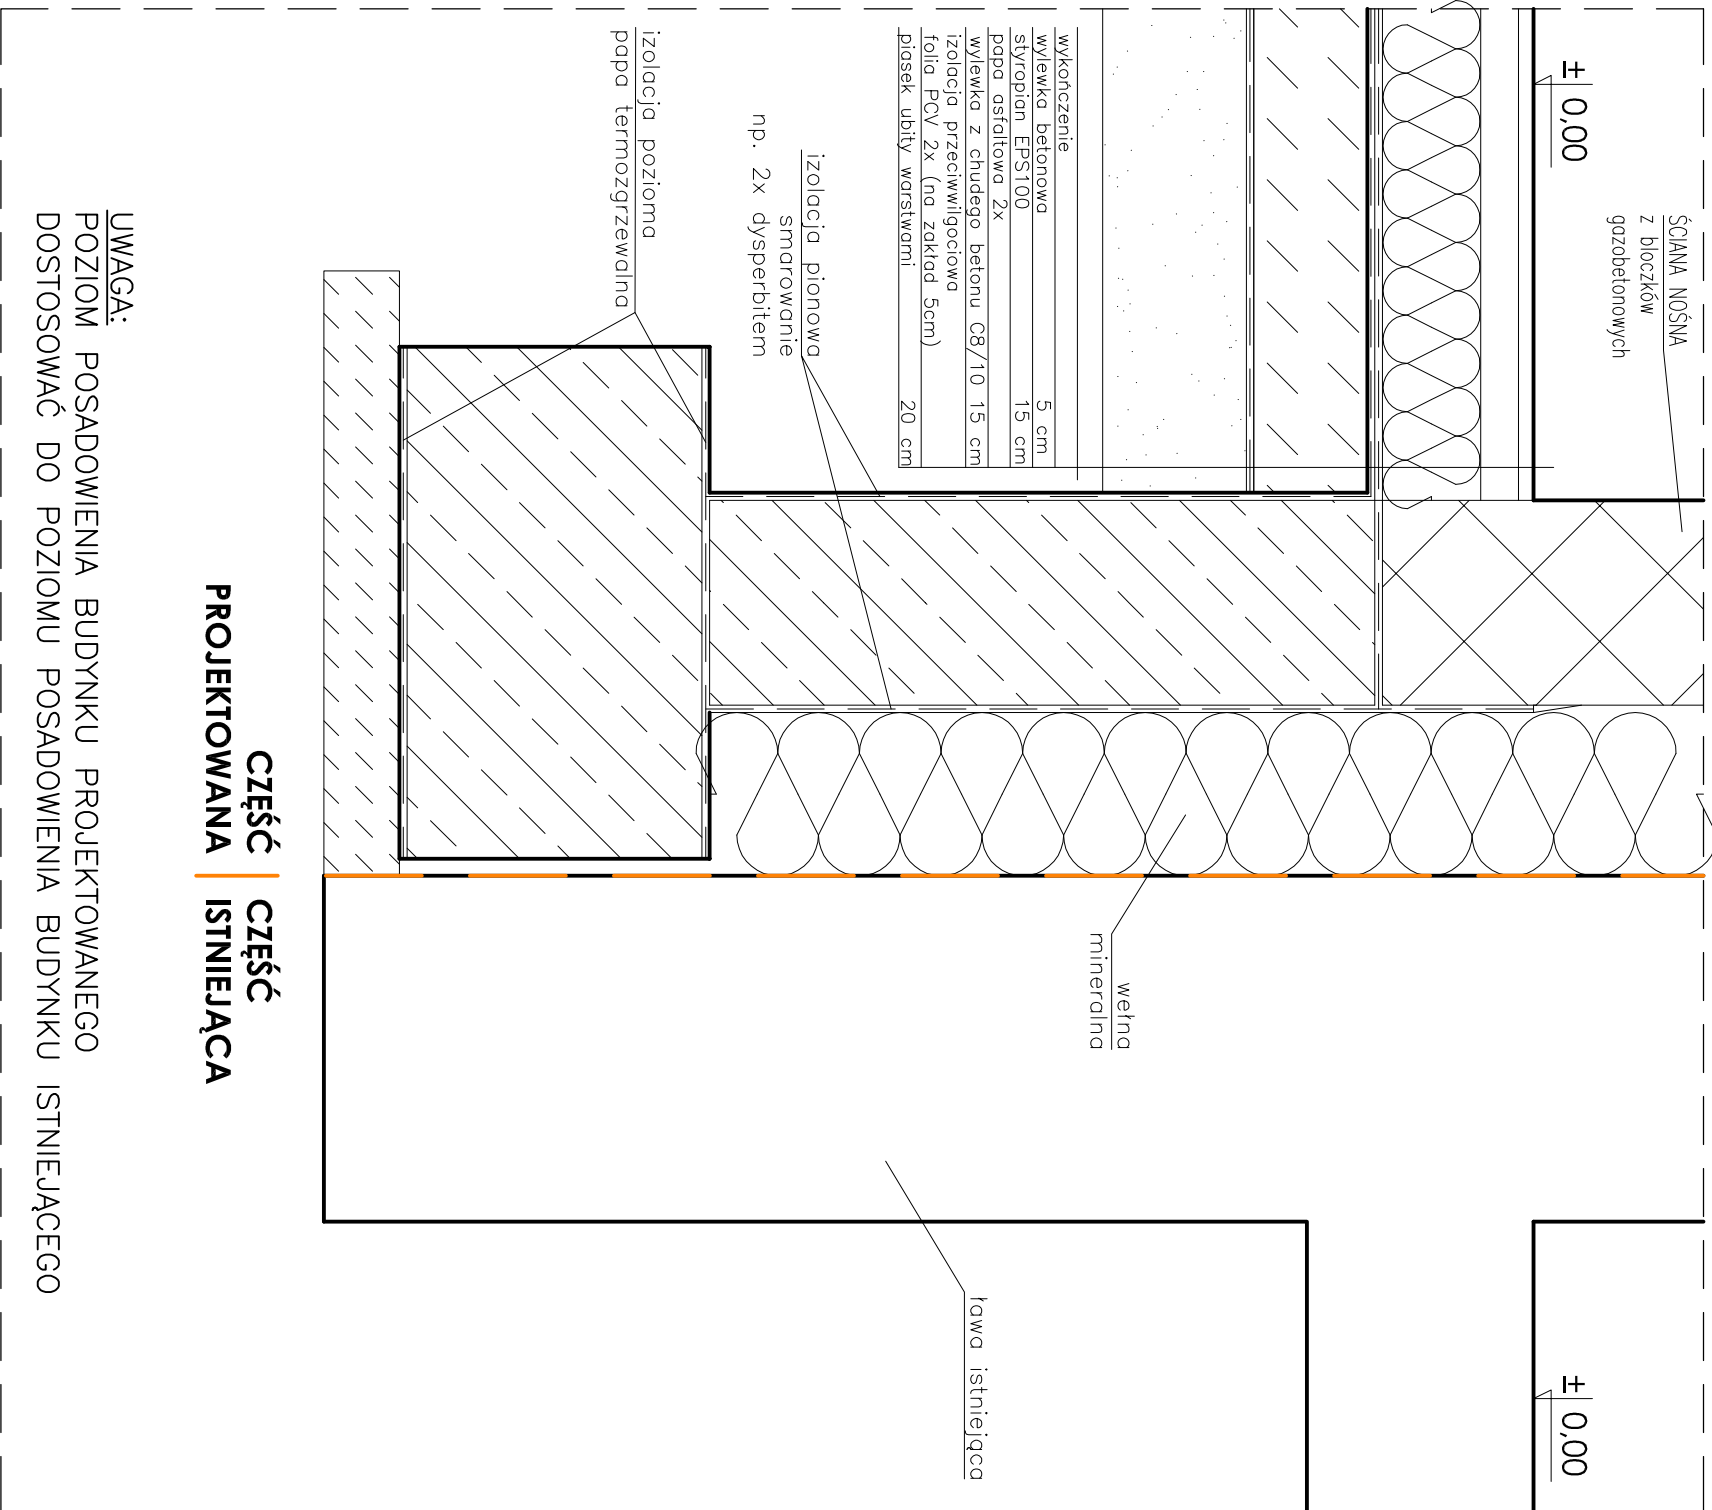 ± 0,00
ŚCIANA NOŚNA
z bloczków
gazobetonowych
wykończenie
wylewka betonowa 5 cm
styropian EPS100 15 cm
papa asfaltowa 2x
wylewka z chudego betonu C8/10 15 cm
izolacja przeciwwilgociowa
folia PCV 2x (na zakład 5cm)
piasek ubity warstwami 20 cm
izolacja pionowa
smarowanie
np. 2x dysperbitem
izolacja pozioma
papa termozgrzewalna
wełna
mineralna
ława istniejąca
± 0,00
CZĘŚĆ
PROJEKTOWANA
CZĘŚĆ
ISTNIEJĄCA
UWAGA:
POZIOM POSADOWIENIA BUDYNKU PROJEKTOWANEGO
DOSTOSOWAĆ DO POZIOMU POSADOWIENIA BUDYNKU ISTNIEJĄCEGO